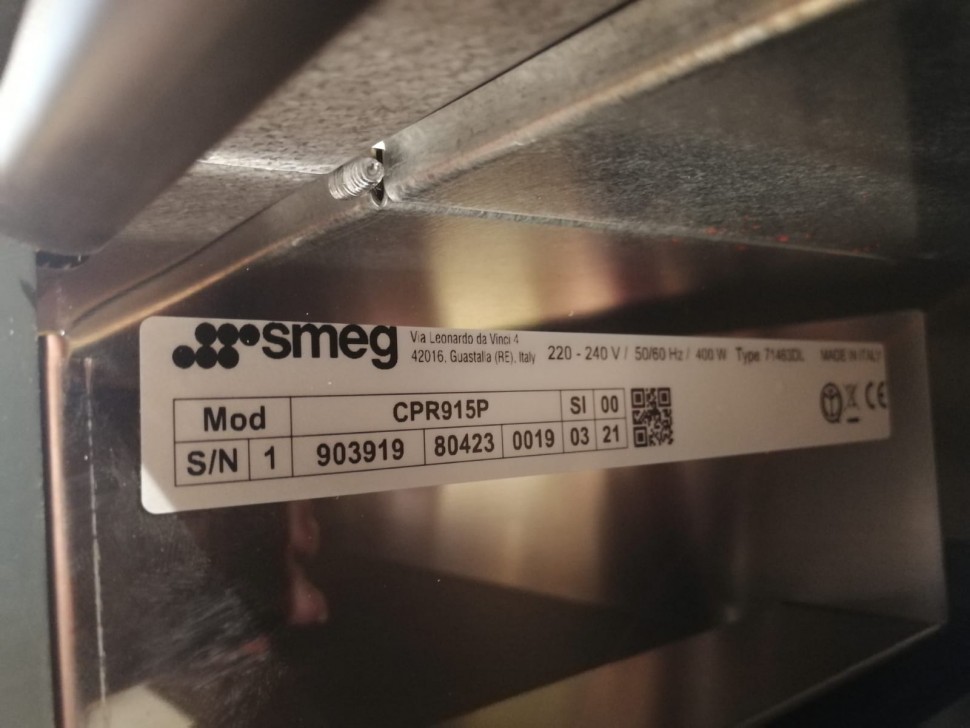 smeg
Via Leonardo da Vinci 4
42016, Guastalla (RE), Italy
220 - 240 V / 50/60 Hz / 400 W Type 71463DL MADE IN ITALY
Mod CPR915P SI 00
S/N 1 903919 80423 0019 03 21
CE